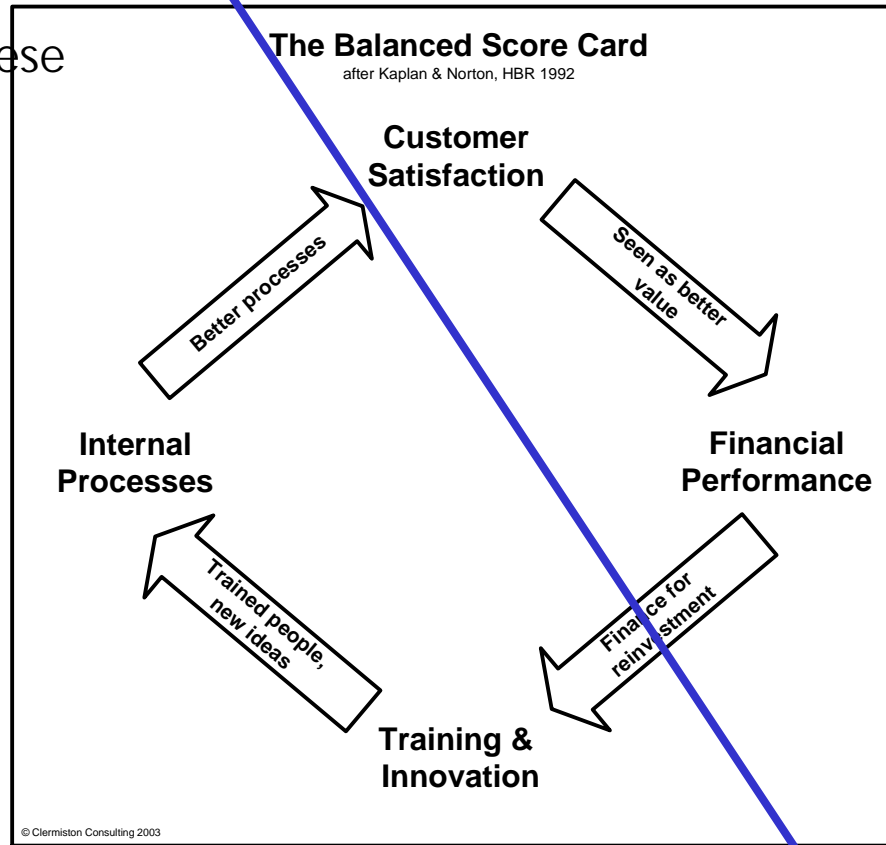 ese
The Balanced Score Card
after Kaplan & Norton, HBR 1992
Customer
Satisfaction
Better processes
Seen as better
value
Internal
Processes
Financial
Performance
Trained people,
new ideas
Finance for
reinvestment
Training &
Innovation
© Clermiston Consulting 2003